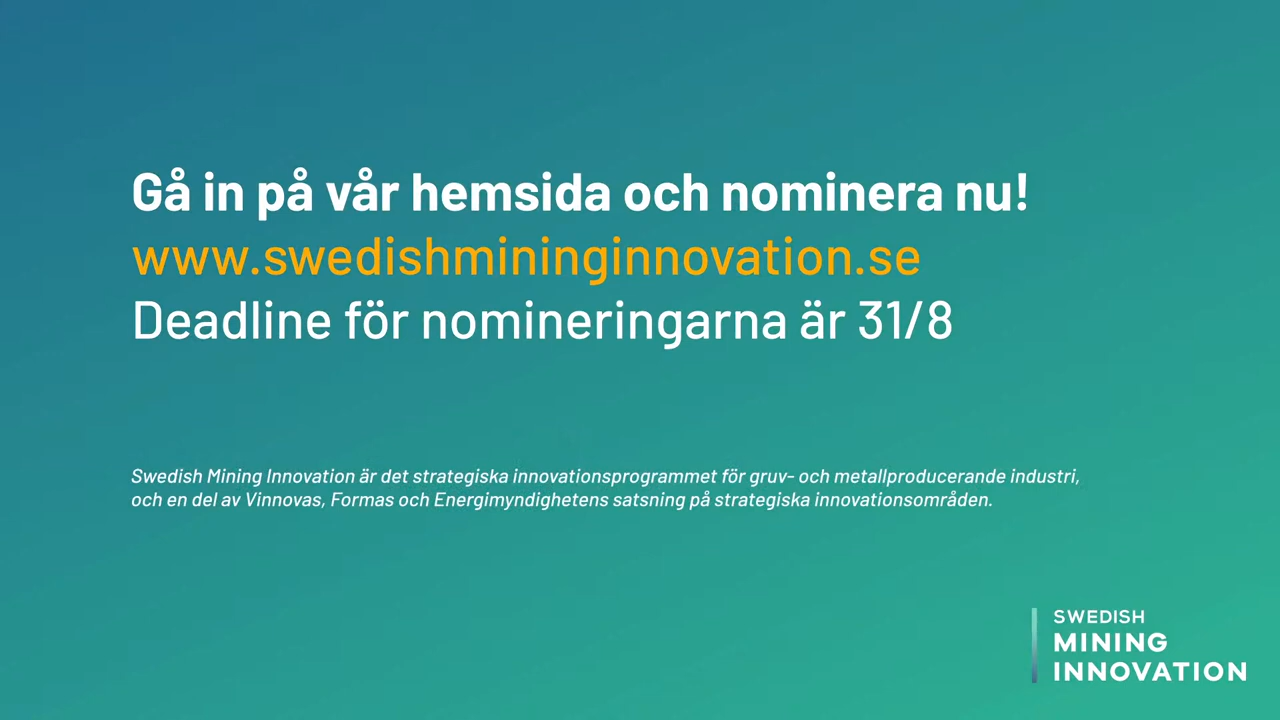 Gå in på vår hemsida och nominera nu!
www.swedishmininginnovation.se
Deadline för nomineringarna är 31/8
Swedish Mining Innovation är det strategiska innovationsprogrammet för gruv- och metallproducerande industri,
och en del av Vinnovas, Formas och Energimyndighetens satsning på strategiska innovationsområden.
SWEDISH
MINING
INNOVATION